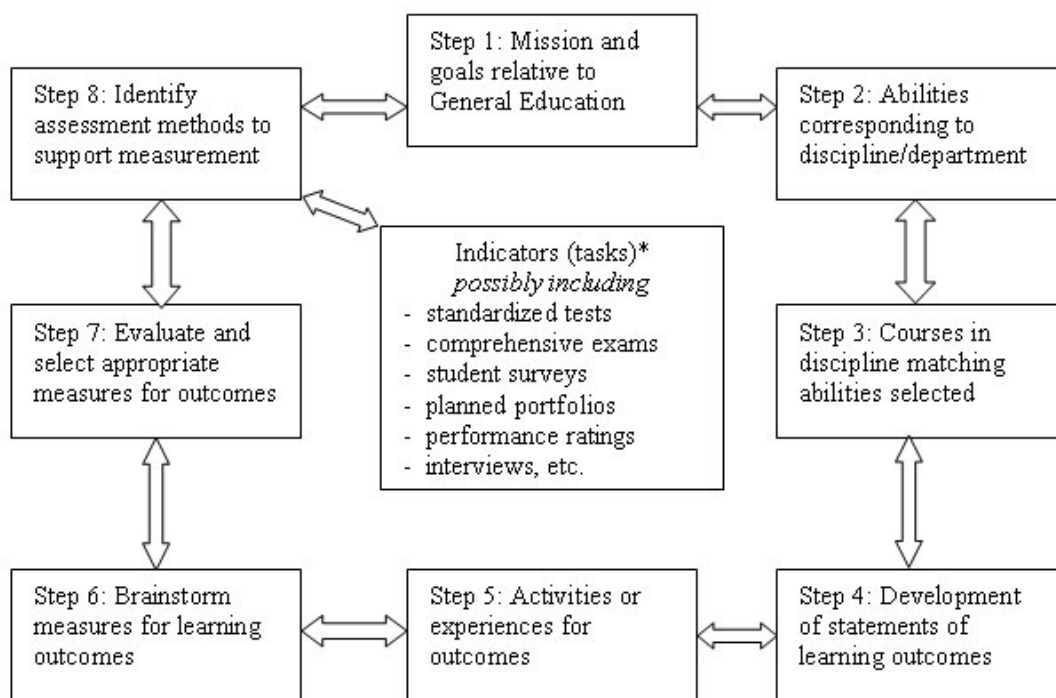 Step 1: Mission and
goals relative to
General Education
Step 2: Abilities
corresponding to
discipline/department
Step 3: Courses in
discipline matching
abilities selected
Step 4: Development
of statements of
learning outcomes
Step 5: Activities or
experiences for
outcomes
Step 6: Brainstorm
measures for learning
outcomes
Step 7: Evaluate and
select appropriate
measures for outcomes
Step 8: Identify
assessment methods to
support measurement
Indicators (tasks)*
possibly including
- standardized tests
- comprehensive exams
- student surveys
- planned portfolios
- performance ratings
- interviews, etc.